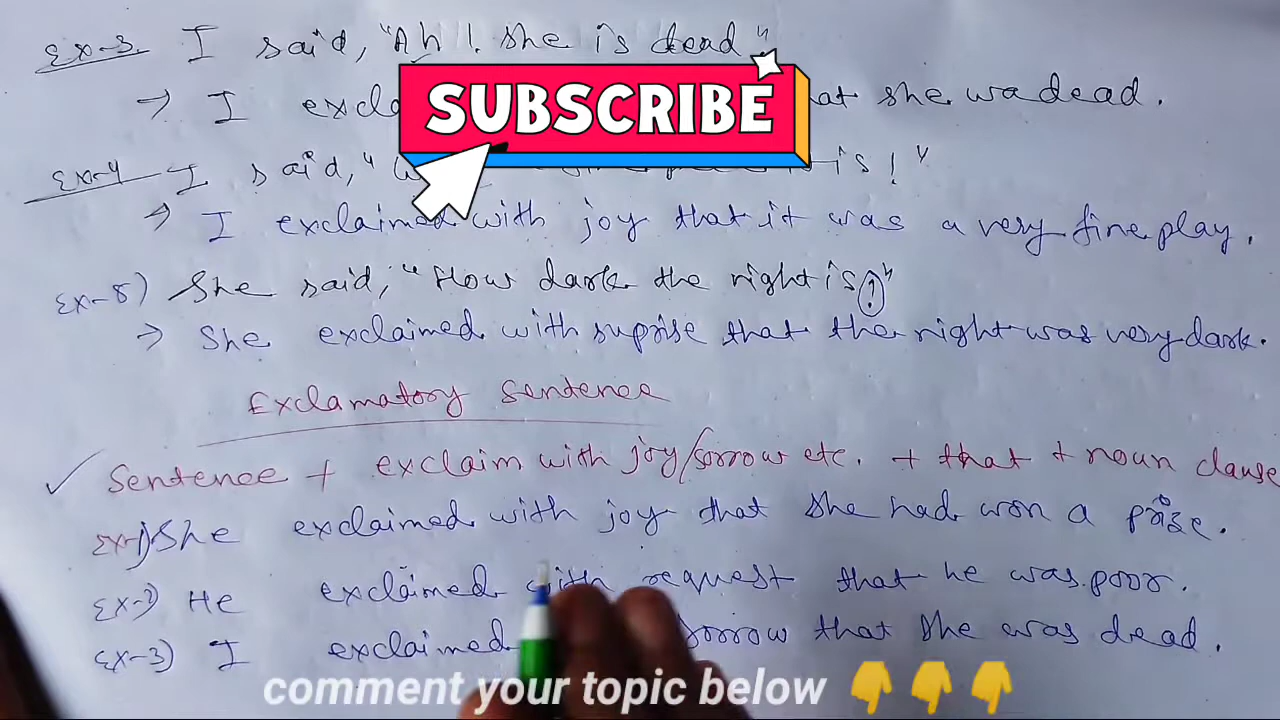 Ex-3 I said, "Ah! she is dead"
→ I that she wa dead.
SUBSCRIBE
Ex-4 I said, " is!"
→ I exclaimed with joy that it was a very fine play.
Ex-5) She said, "How dark the night is!"
→ She exclaimed with suprise that the night was very dark.
Exclamatory Sentence
✓ Sentence + exclaim with joy/sorrow etc. + that + noun clause
Ex-1) She exclaimed with joy that she had won a prize.
Ex-2) He exclaimed with request that he was poor.
Ex-3) I exclaimed sorrow that she was dead.
comment your topic below 👇 👇 👇